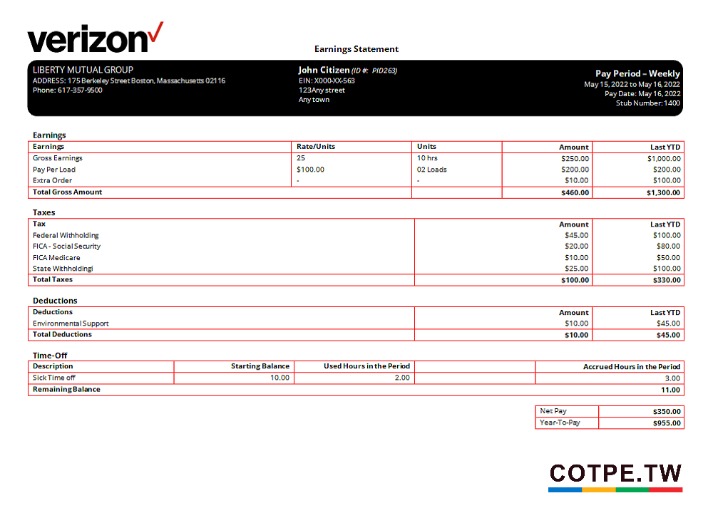 verizon
Earnings Statement
LIBERTY MUTUAL GROUP
ADDRESS: 175 Berkeley Street Boston, Massachusetts 02116
Phone: 617-357-9500
John Citizen (ID #: PID263)
EIN: X000-XX-563
123Any street
Any town
Pay Period – Weekly
May 15, 2022 to May 16, 2022
Pay Date: May 16, 2022
Stub Number: 1400
Earnings
Earnings Rate/Units Units Amount Last YTD
Gross Earnings 25 10 hrs $250.00 $1,000.00
Pay Per Load $100.00 02 Loads $200.00 $200.00
Extra Order - - $10.00 $100.00
Total Gross Amount $460.00 $1,300.00
Taxes
Tax Amount Last YTD
Federal Withholding $45.00 $100.00
FICA - Social Security $20.00 $80.00
FICA Medicare $10.00 $50.00
State Withholdingl $25.00 $100.00
Total Taxes $100.00 $330.00
Deductions
Deductions Amount Last YTD
Environmental Support $10.00 $45.00
Total Deductions $10.00 $45.00
Time-Off
Description Starting Balance Used Hours in the Period Accrued Hours in the Period
Sick Time off 10.00 2.00 3.00
Remaining Balance 11.00
Net Pay $350.00
Year-To-Pay $955.00
COTPE.TW